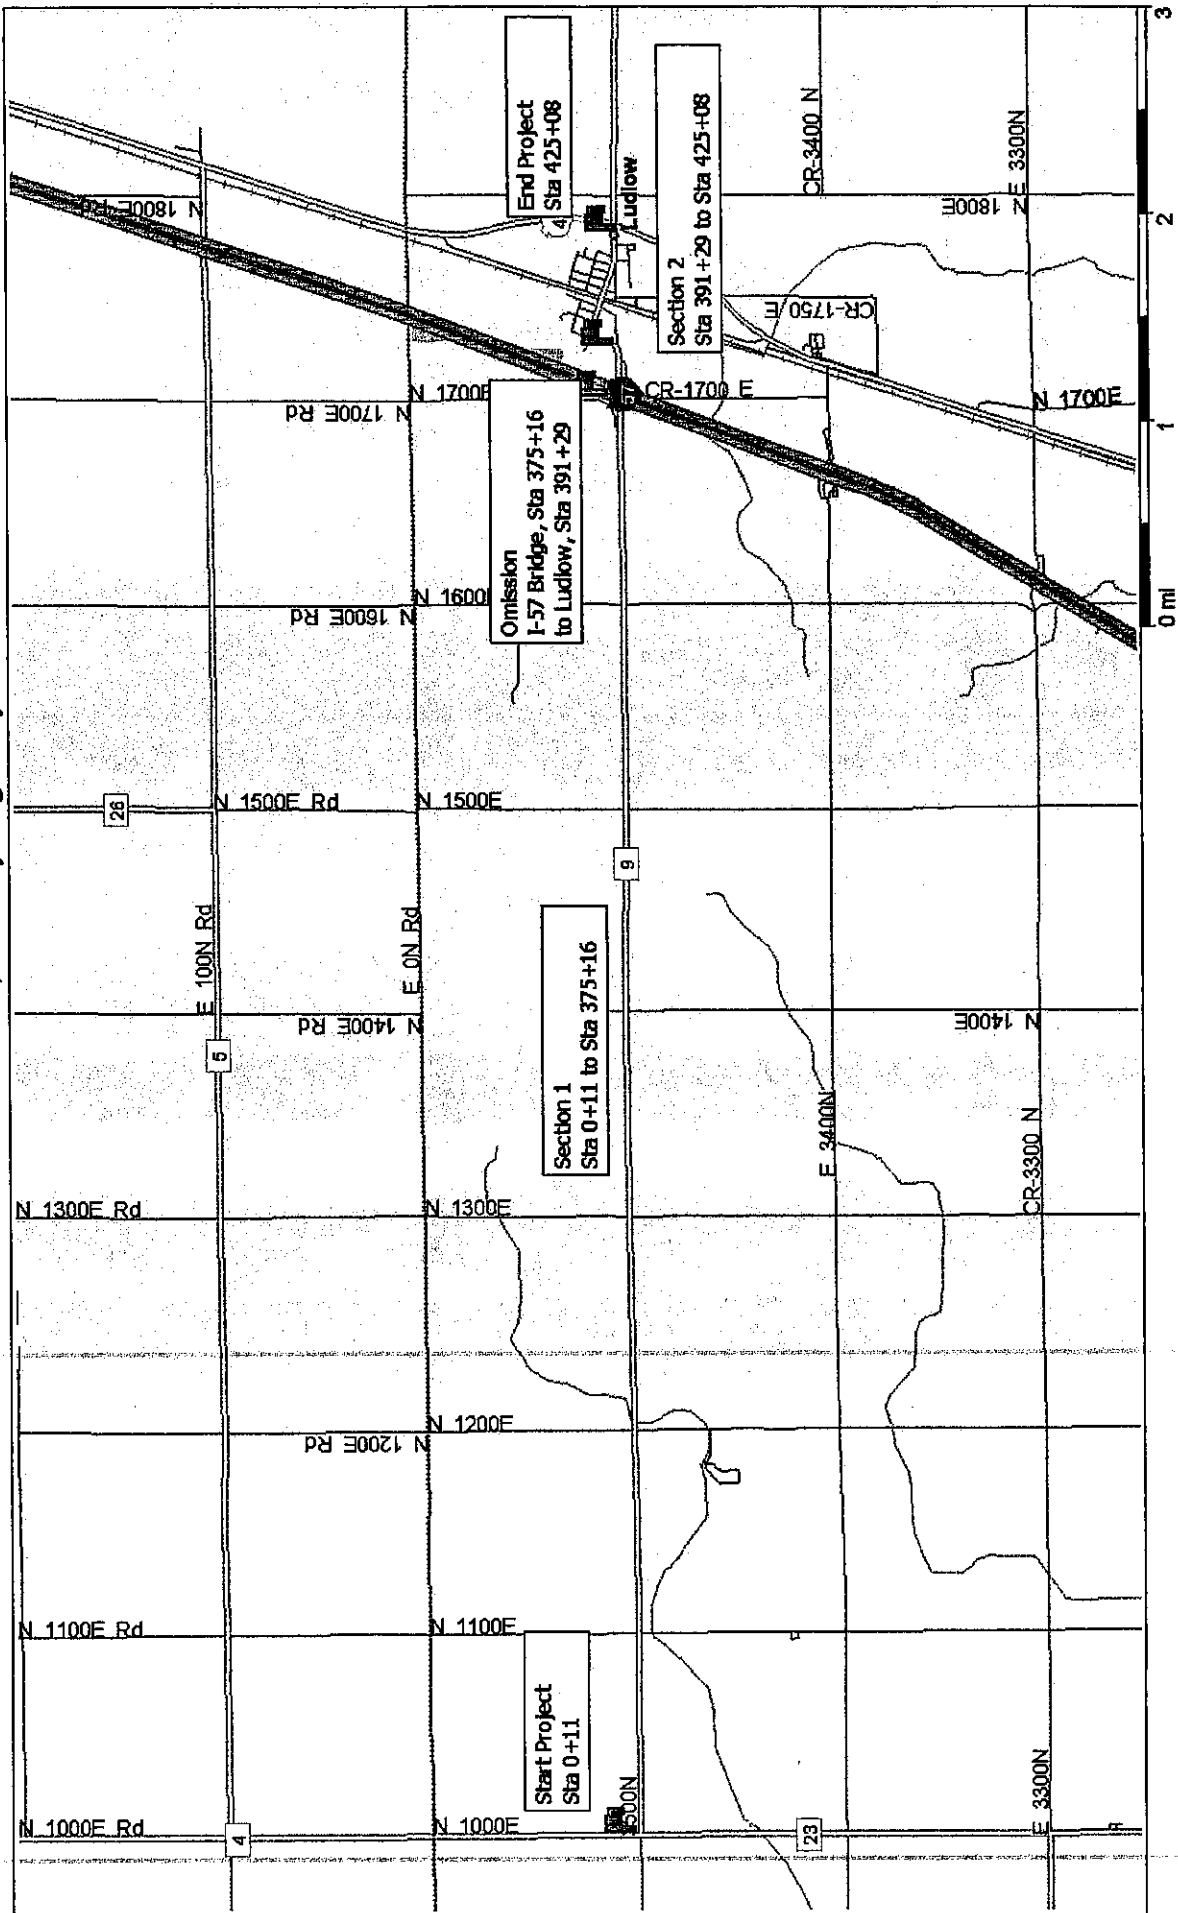 Start Project
Sta 0+11
Section 1
Sta 0+11 to Sta 375+16
Omission
I-57 Bridge, Sta 375+16
to Ludlow, Sta 391+29
Section 2
Sta 391+29 to Sta 425+08
End Project
Sta 425+08
Ludlow
N 1000E Rd
N 1100E Rd
N 1200E Rd
N 1300E Rd
N 1400E Rd
N 1500E Rd
N 1600E Rd
N 1700E Rd
N 1800E Rd
26
4
5
E 100N Rd
E 0N Rd
N 1000E
N 1100E
N 1200E
N 1300E
N 1500E
N 1600
N 1700E
9
4
CR-1700 E
CR-1750 E
23
E 3400N
CR-3400 N
N 1400E
N 1800E
E 3300N
CR-3300 N
N 1700E
E 3300N
0 mi
1
2
3